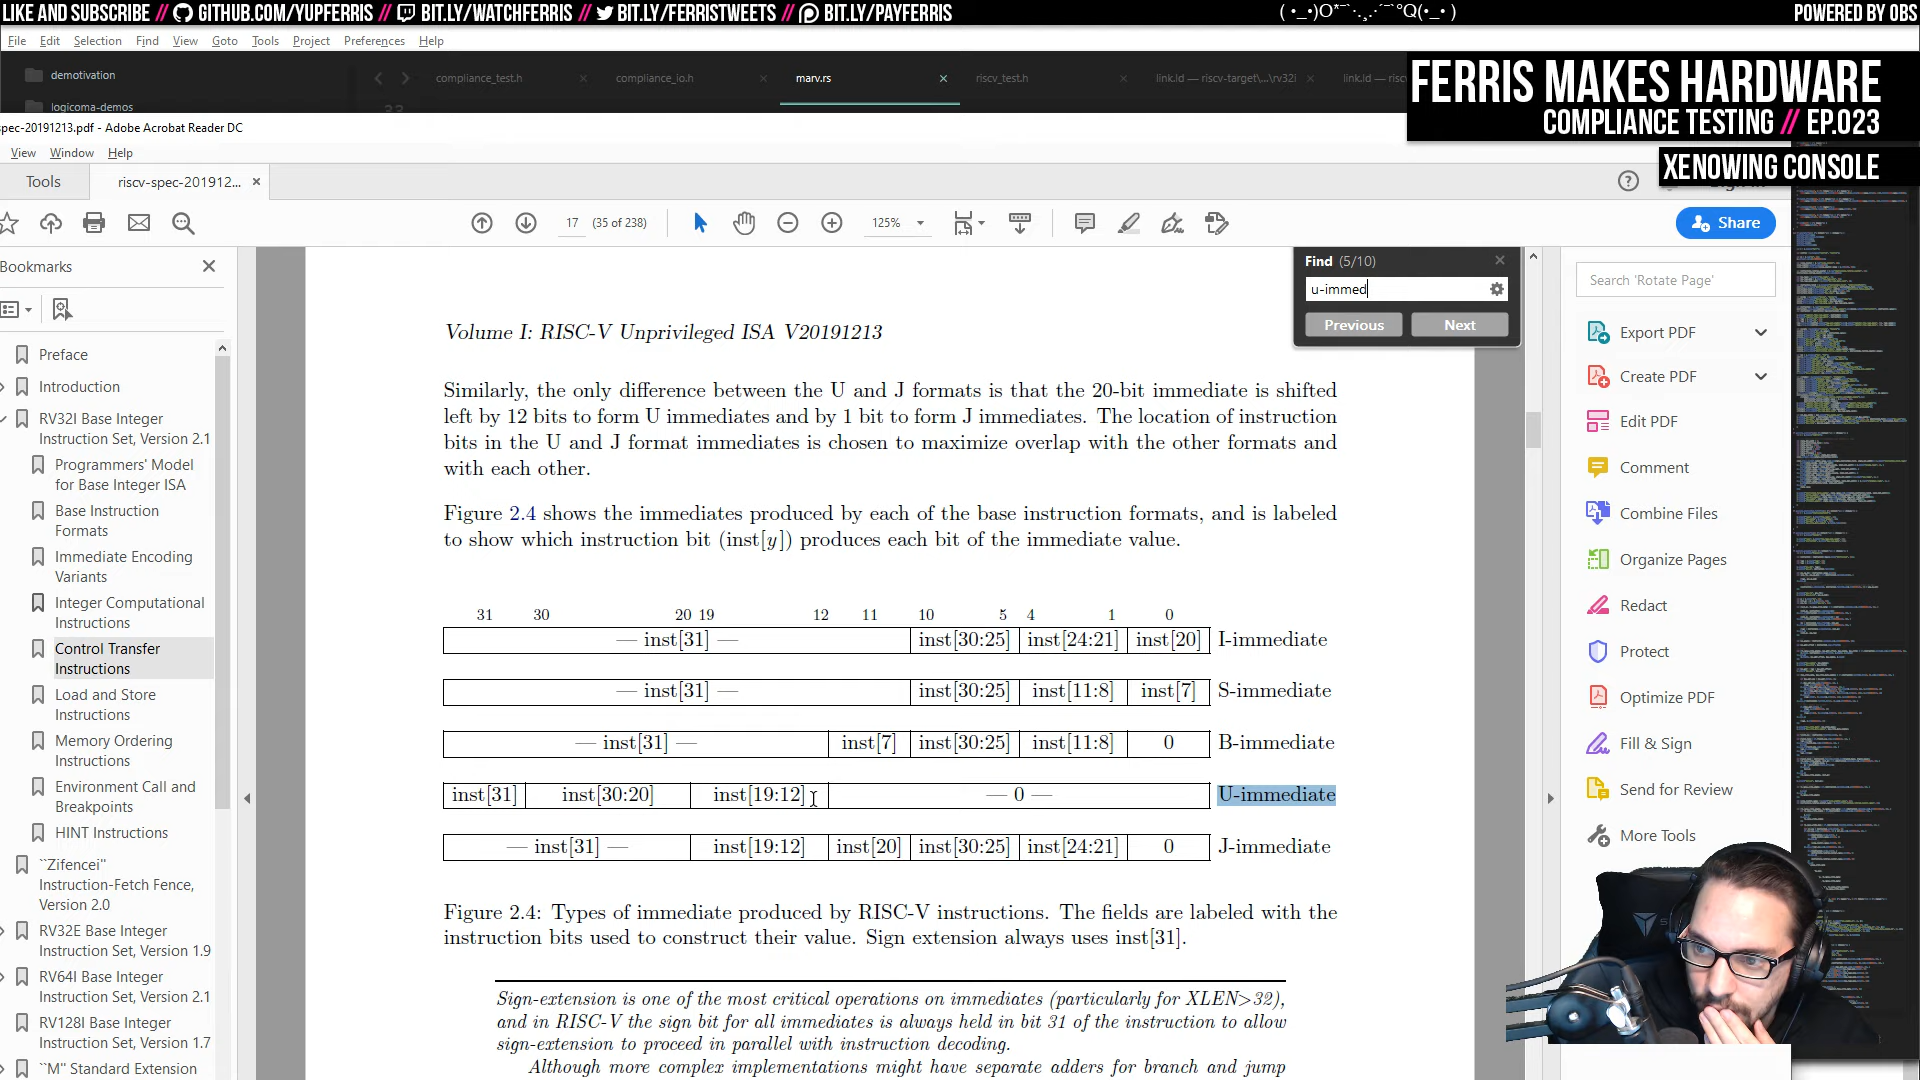 LIKE AND SUBSCRIBE // GITHUB.COM/YUPFERRIS // BIT.LY/WATCHFERRIS // BIT.LY/FERRISTWEETS // BIT.LY/PAYFERRIS
POWERED BY OBS
File Edit Selection Find View Goto Tools Project Preferences Help
demotivation
compliance_test.h
compliance_io.h
marv.rs
riscv_test.h
link.ld — riscv-target\...\rv32i
link.ld — risc
logicoma-demos
FERRIS MAKES HARDWARE
COMPLIANCE TESTING // EP.023
XENOWING CONSOLE
spec-20191213.pdf - Adobe Acrobat Reader DC
View Window Help
Tools
riscv-spec-201912...
17 (35 of 238)
125%
Share
Bookmarks
Preface
Introduction
RV32I Base Integer
Instruction Set, Version 2.1
Programmers' Model
for Base Integer ISA
Base Instruction
Formats
Immediate Encoding
Variants
Integer Computational
Instructions
Control Transfer
Instructions
Load and Store
Instructions
Memory Ordering
Instructions
Environment Call and
Breakpoints
HINT Instructions
``Zifencei''
Instruction-Fetch Fence,
Version 2.0
RV32E Base Integer
Instruction Set, Version 1.9
RV64I Base Integer
Instruction Set, Version 2.1
RV128I Base Integer
Instruction Set, Version 1.7
``M'' Standard Extension
Find (5/10)
u-immed
Previous Next
Volume I: RISC-V Unprivileged ISA V20191213
Similarly, the only difference between the U and J formats is that the 20-bit immediate is shifted
left by 12 bits to form U immediates and by 1 bit to form J immediates. The location of instruction
bits in the U and J format immediates is chosen to maximize overlap with the other formats and
with each other.
Figure 2.4 shows the immediates produced by each of the base instruction formats, and is labeled
to show which instruction bit (inst[y]) produces each bit of the immediate value.
31 30 20 19 12 11 10 5 4 1 0
— inst[31] — inst[30:25] inst[24:21] inst[20] I-immediate
— inst[31] — inst[30:25] inst[11:8] inst[7] S-immediate
— inst[31] — inst[7] inst[30:25] inst[11:8] 0 B-immediate
inst[31] inst[30:20] inst[19:12] — 0 — U-immediate
— inst[31] — inst[19:12] inst[20] inst[30:25] inst[24:21] 0 J-immediate
Figure 2.4: Types of immediate produced by RISC-V instructions. The fields are labeled with the
instruction bits used to construct their value. Sign extension always uses inst[31].
Sign-extension is one of the most critical operations on immediates (particularly for XLEN>32),
and in RISC-V the sign bit for all immediates is always held in bit 31 of the instruction to allow
sign-extension to proceed in parallel with instruction decoding.
Although more complex implementations might have separate adders for branch and jump
Search 'Rotate Page'
Export PDF
Create PDF
Edit PDF
Comment
Combine Files
Organize Pages
Redact
Protect
Optimize PDF
Fill & Sign
Send for Review
More Tools